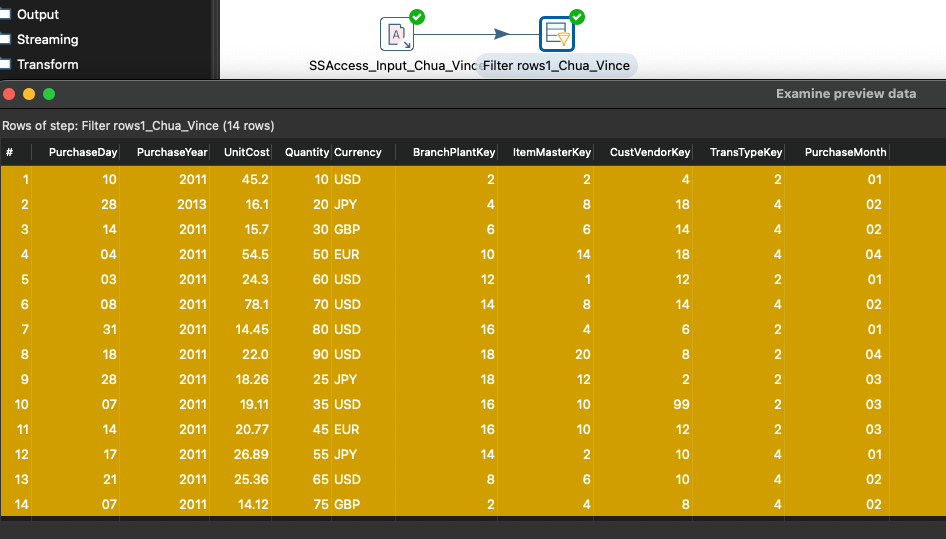 Output
Streaming
Transform
SSAccess_Input_Chua_Vince Filter rows1_Chua_Vince
Examine preview data
Rows of step: Filter rows1_Chua_Vince (14 rows)
# PurchaseDay PurchaseYear UnitCost Quantity Currency BranchPlantKey ItemMasterKey CustVendorKey TransTypeKey PurchaseMonth
1 10 2011 45.2 10 USD 2 2 4 2 01
2 28 2013 16.1 20 JPY 4 8 18 4 02
3 14 2011 15.7 30 GBP 6 6 14 4 02
4 04 2011 54.5 50 EUR 10 14 18 4 04
5 03 2011 24.3 60 USD 12 1 12 2 01
6 08 2011 78.1 70 USD 14 8 14 4 02
7 31 2011 14.45 80 USD 16 4 6 2 01
8 18 2011 22.0 90 USD 18 20 8 2 04
9 28 2011 18.26 25 JPY 18 12 2 2 03
10 07 2011 19.11 35 USD 16 10 99 2 03
11 14 2011 20.77 45 EUR 16 10 12 2 03
12 17 2011 26.89 55 JPY 14 2 10 4 01
13 21 2011 25.36 65 USD 8 6 10 4 02
14 07 2011 14.12 75 GBP 2 4 8 4 02